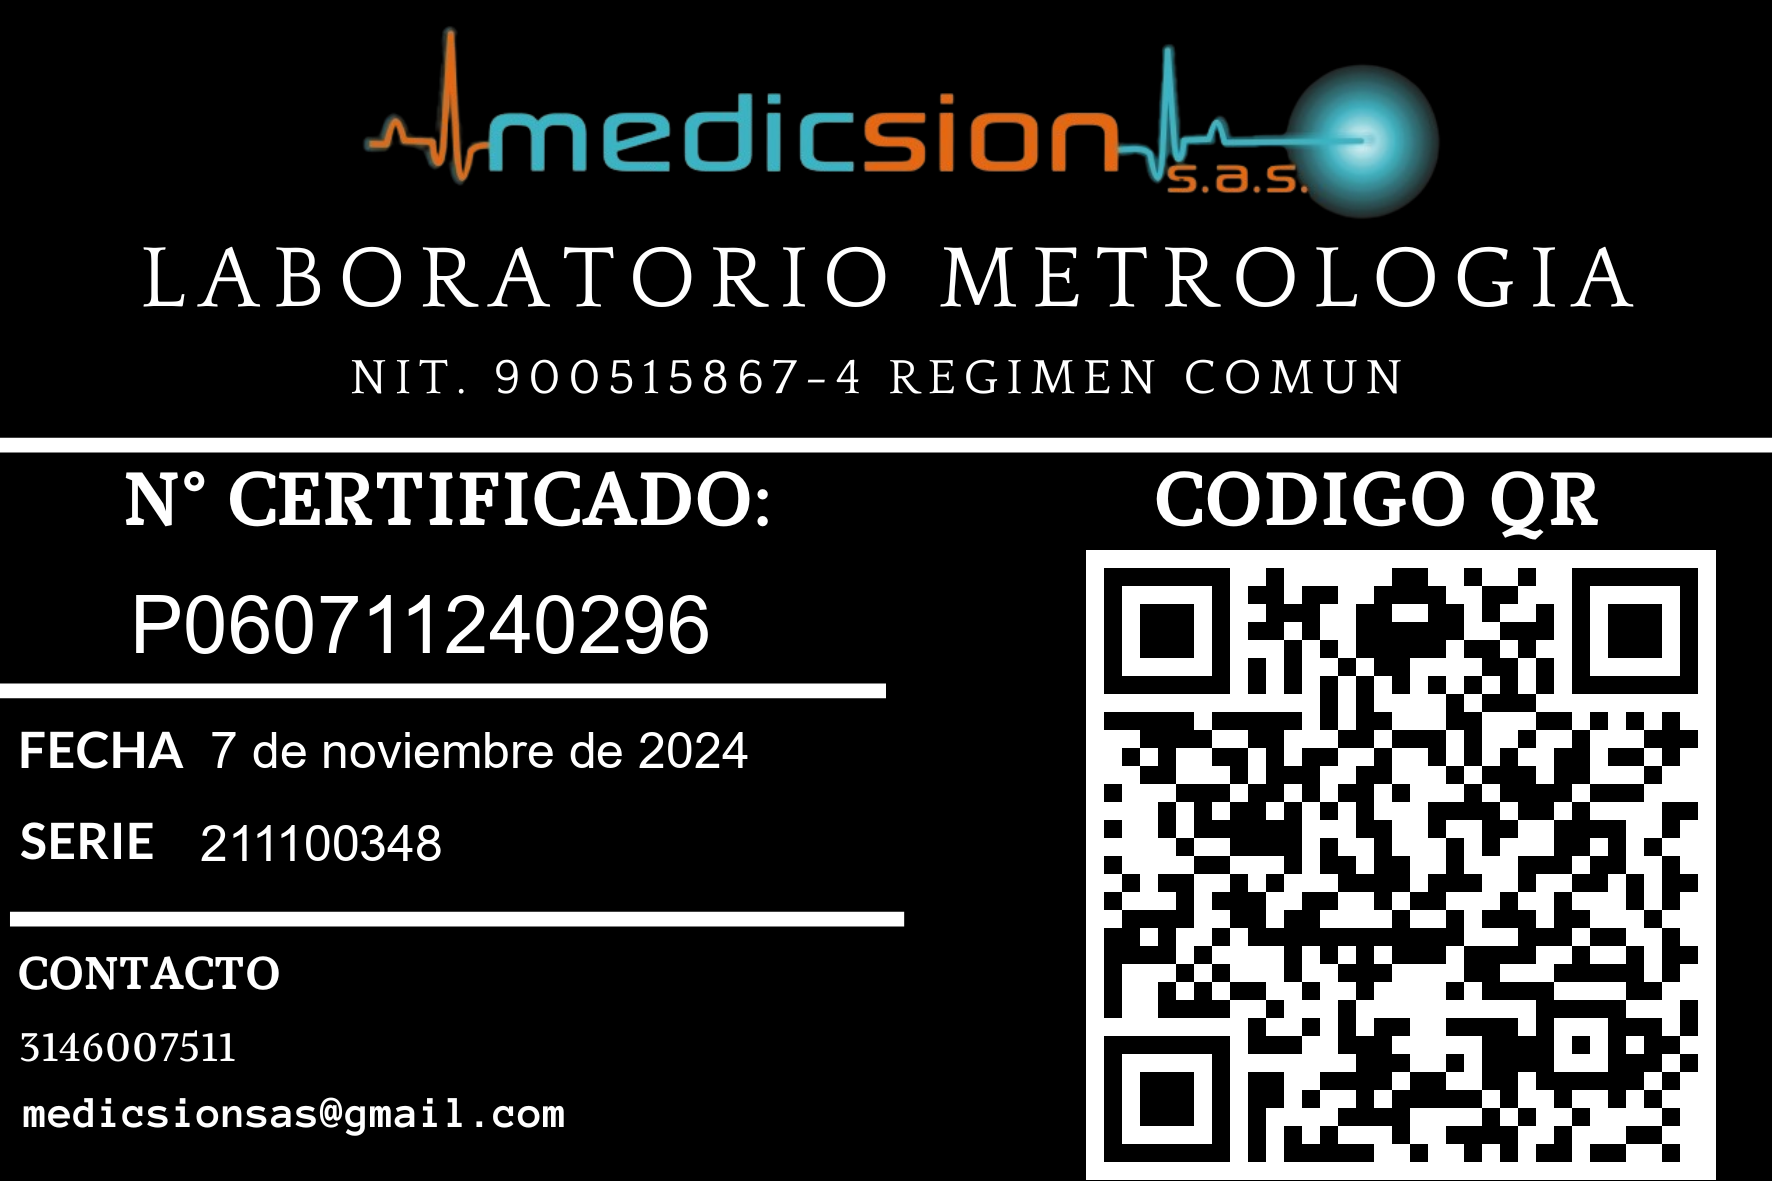 medicsion
s.a.s.
LABORATORIO METROLOGIA
NIT. 900515867-4 REGIMEN COMUN
N° CERTIFICADO:
P060711240296
FECHA 7 de noviembre de 2024
SERIE 211100348
CONTACTO
3146007511
medicsionsas@gmail.com
CODIGO QR